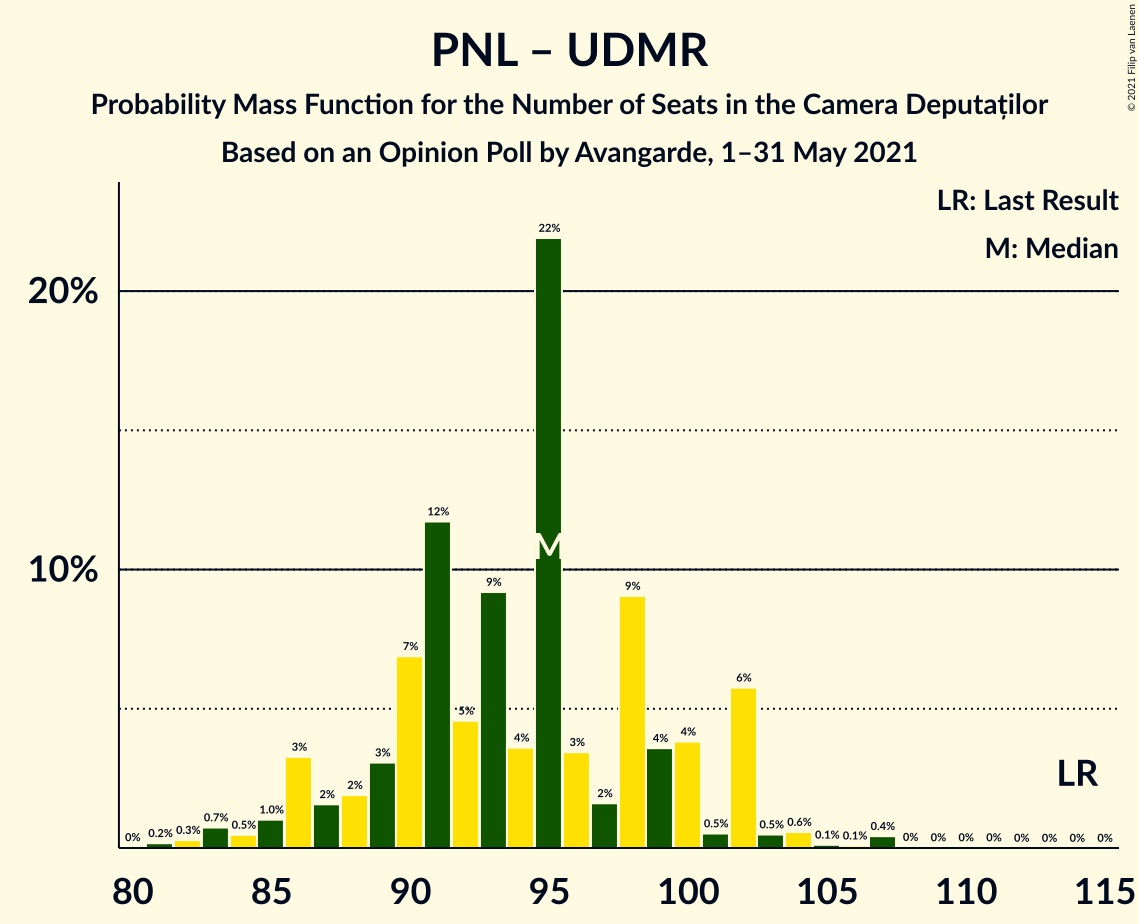 PNL – UDMR
Probability Mass Function for the Number of Seats in the Camera Deputaților
Based on an Opinion Poll by Avangarde, 1–31 May 2021
© 2021 Filip van Laenen
LR: Last Result
M: Median
20%
10%
0% 0.2% 0.3% 0.7% 0.5% 1.0% 3% 2% 2% 3% 7% 12% 5% 9% 4% 22% 3% 2% 9% 4% 4% 0.5% 6% 0.5% 0.6% 0.1% 0.1% 0.4% 0% 0% 0% 0% 0% 0% 0% 0%
M
LR
80 85 90 95 100 105 110 115